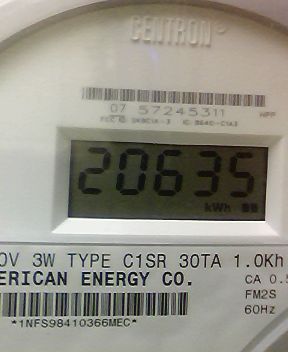 CENTRON®
07 57245311
20635
kWh
0V 3W TYPE C1SR 30TA 1.0Kh
ERICAN ENERGY CO.
CA 0.5
FM2S
60Hz
*1NFS98410366MEC*